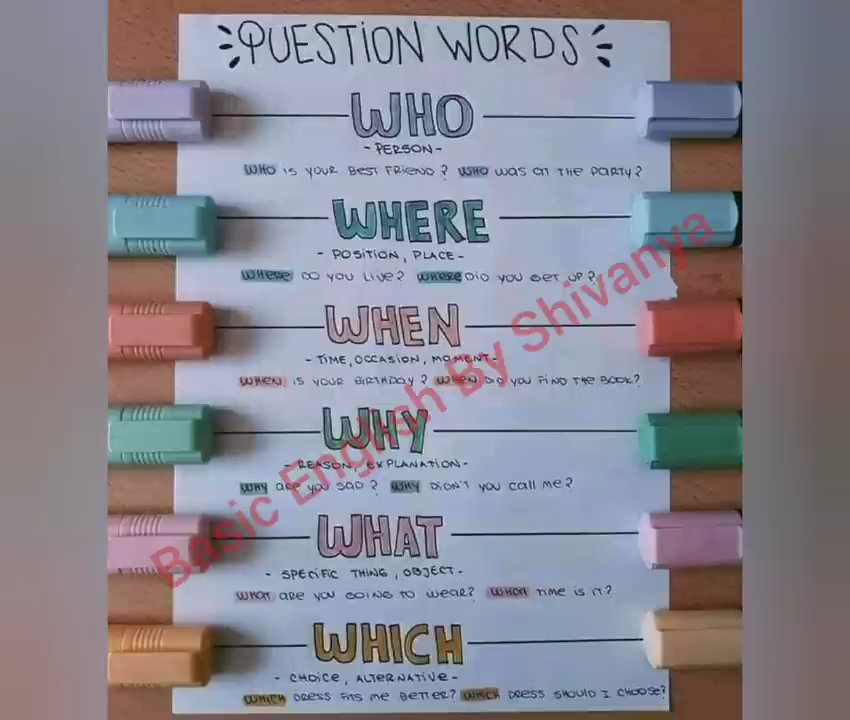 QUESTION WORDS
WHO
- PERSON -
WHO is your best friend? WHO was at the party?
WHERE
- POSITION, PLACE -
WHERE do you live? WHERE did you get up?
WHEN
- TIME, OCCASION, MOMENT -
WHEN is your birthday? WHEN did you find the book?
WHY
- REASON, EXPLANATION -
WHY are you sad? WHY didn't you call me?
WHAT
- SPECIFIC THING, OBJECT -
WHAT are you going to wear? WHAT time is it?
WHICH
- CHOICE, ALTERNATIVE -
WHICH dress fits me better? WHICH dress should I choose?
Basic English By Shivanya